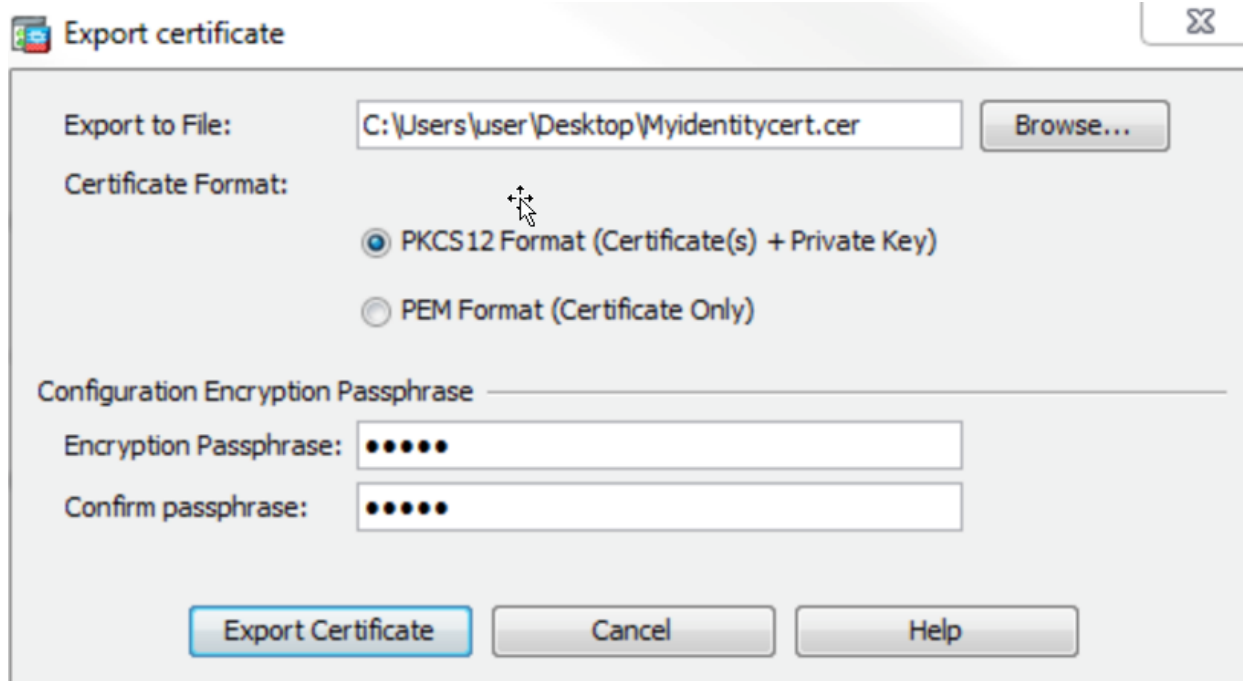 Export certificate
Export to File: C:\Users\user\Desktop\Myidentitycert.cer Browse...
Certificate Format:
PKCS12 Format (Certificate(s) + Private Key)
PEM Format (Certificate Only)
Configuration Encryption Passphrase
Encryption Passphrase: •••••
Confirm passphrase: •••••
Export Certificate Cancel Help